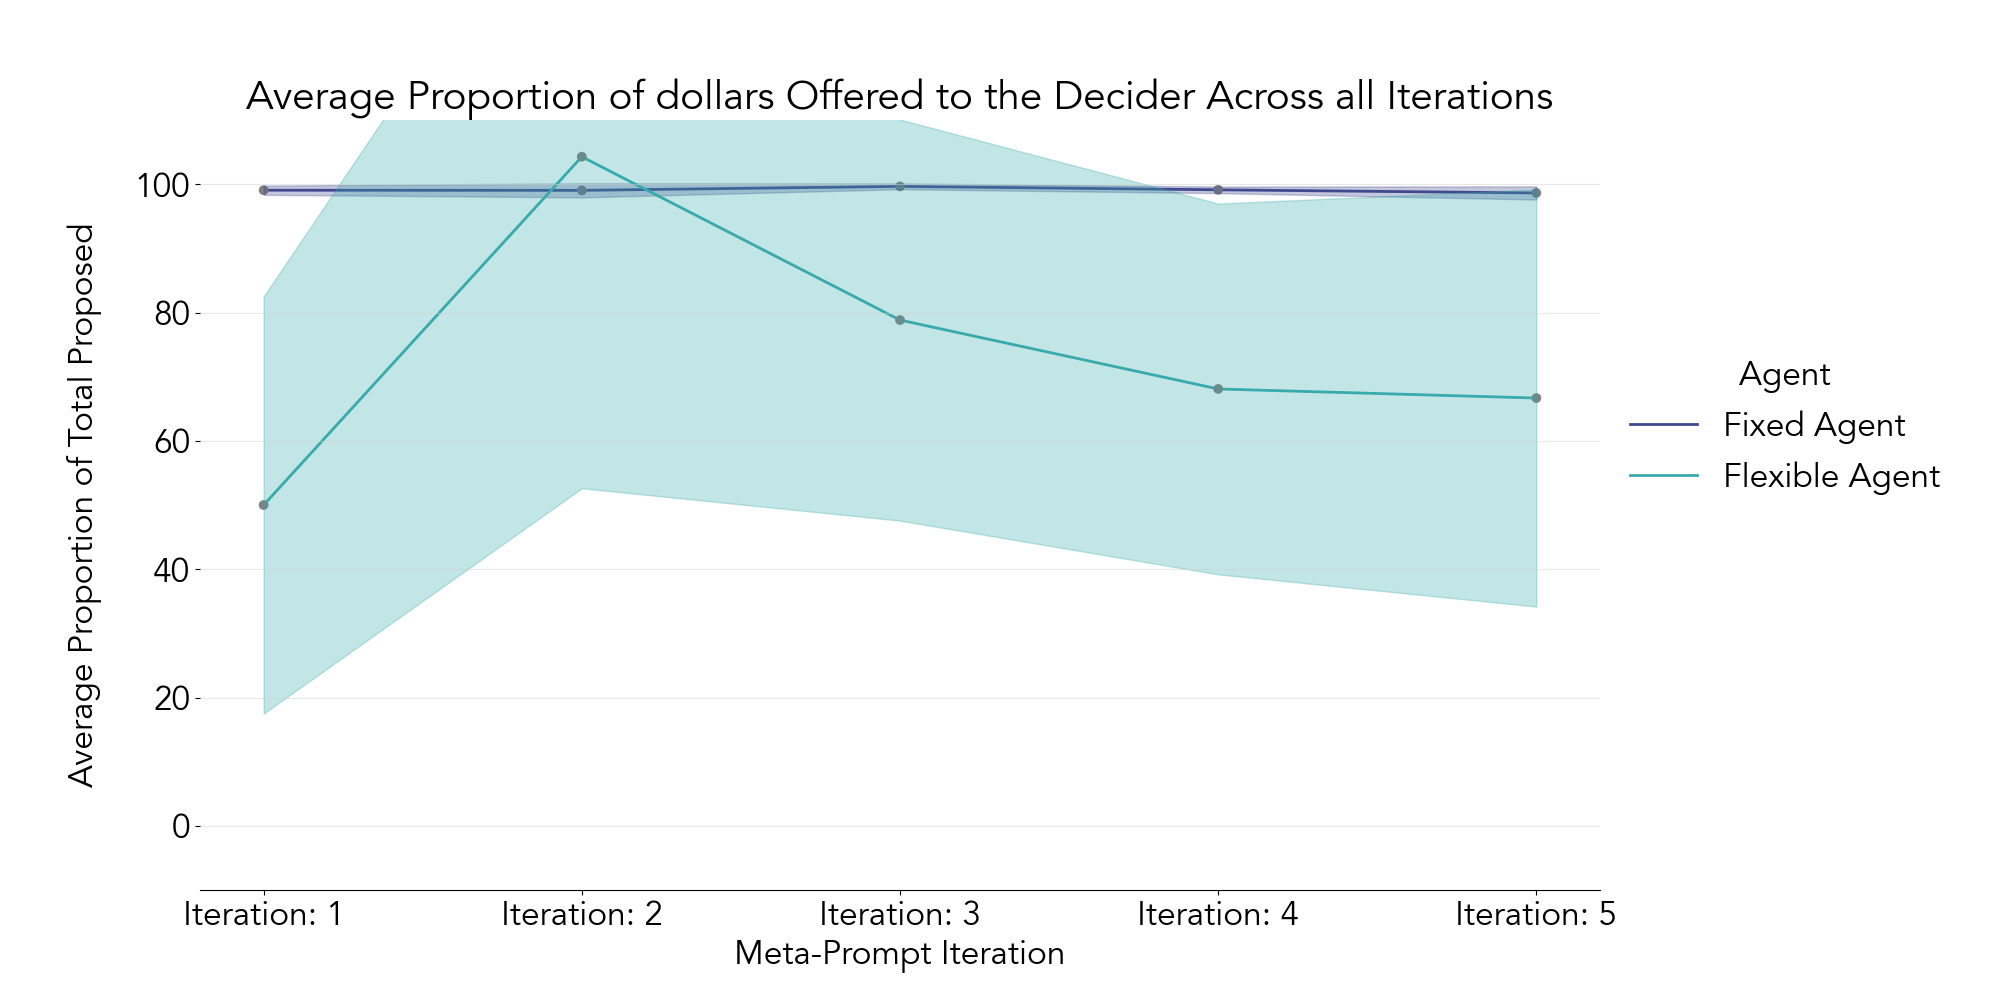 Average Proportion of dollars Offered to the Decider Across all Iterations
Average Proportion of Total Proposed
100
80
60
40
20
0
Iteration: 1
Iteration: 2
Iteration: 3
Iteration: 4
Iteration: 5
Meta-Prompt Iteration
Agent
Fixed Agent
Flexible Agent